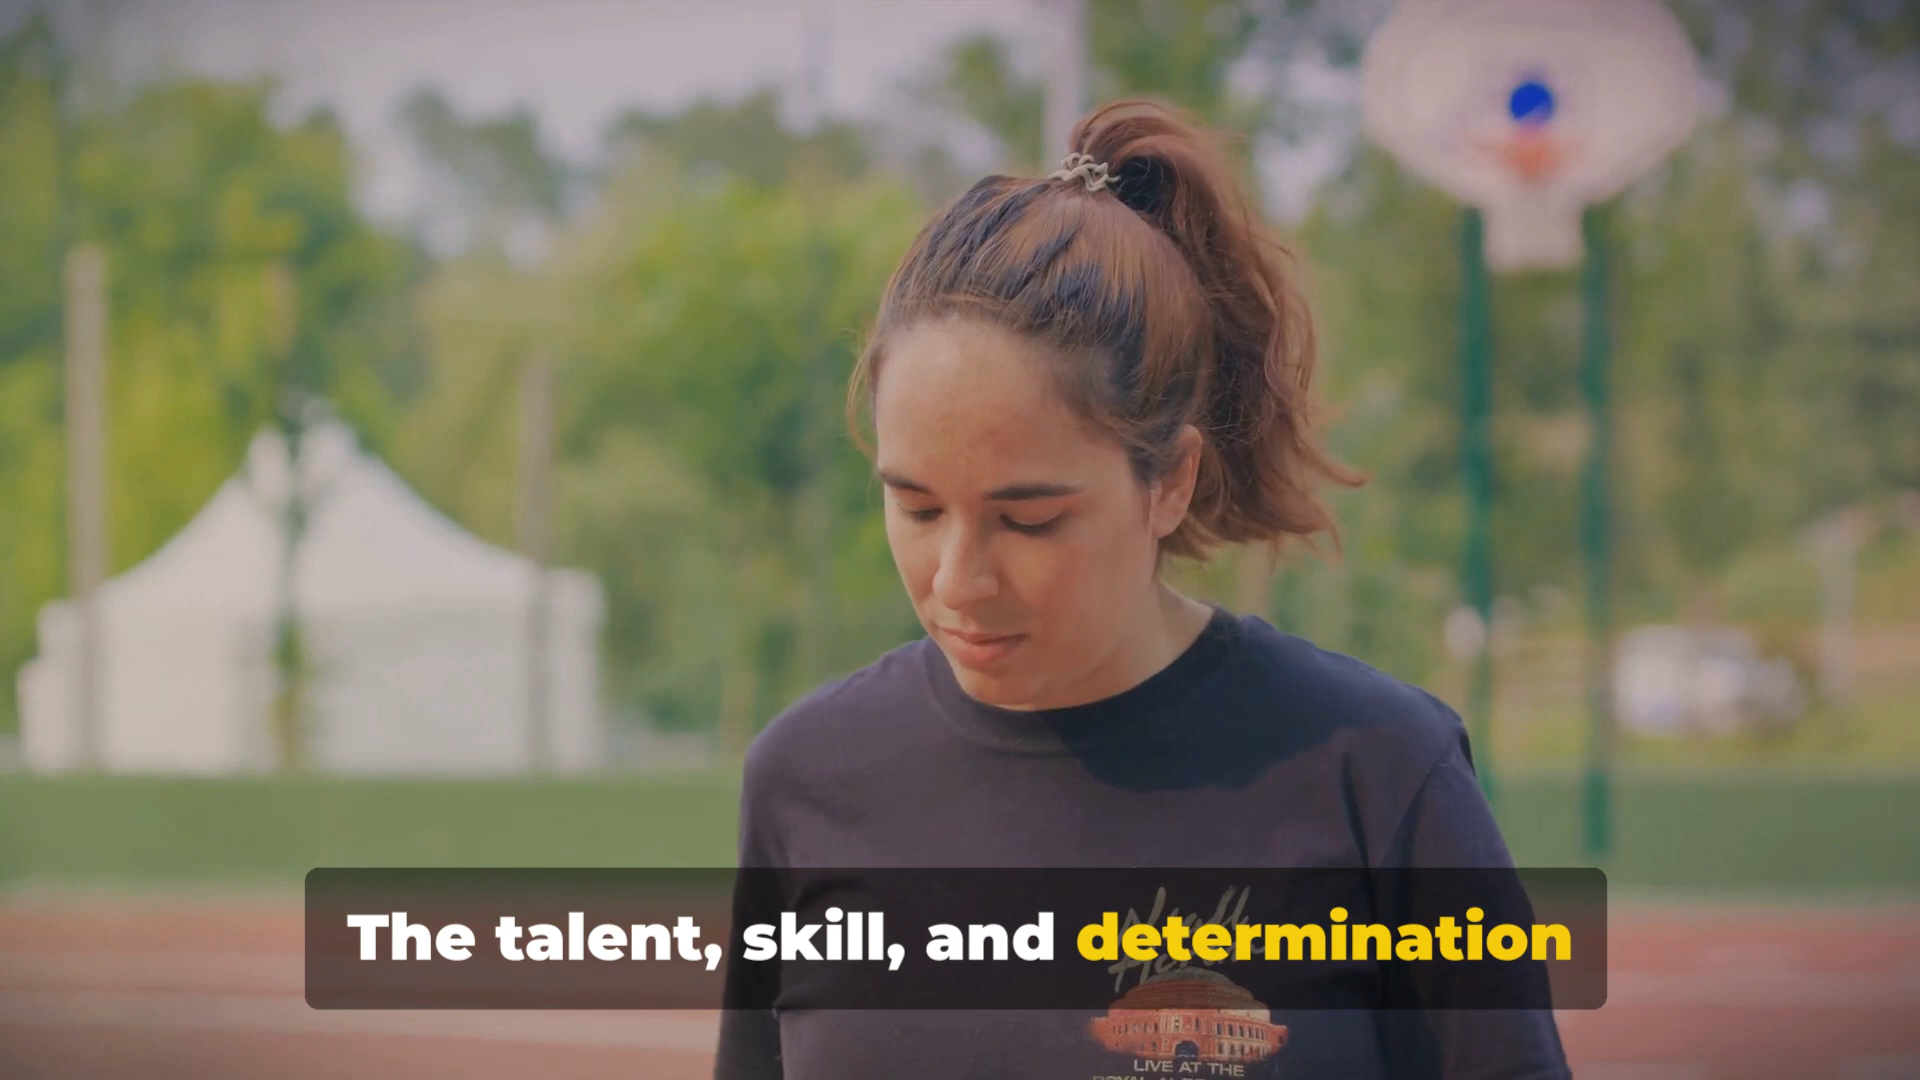 The talent, skill, and determination
LIVE AT THE